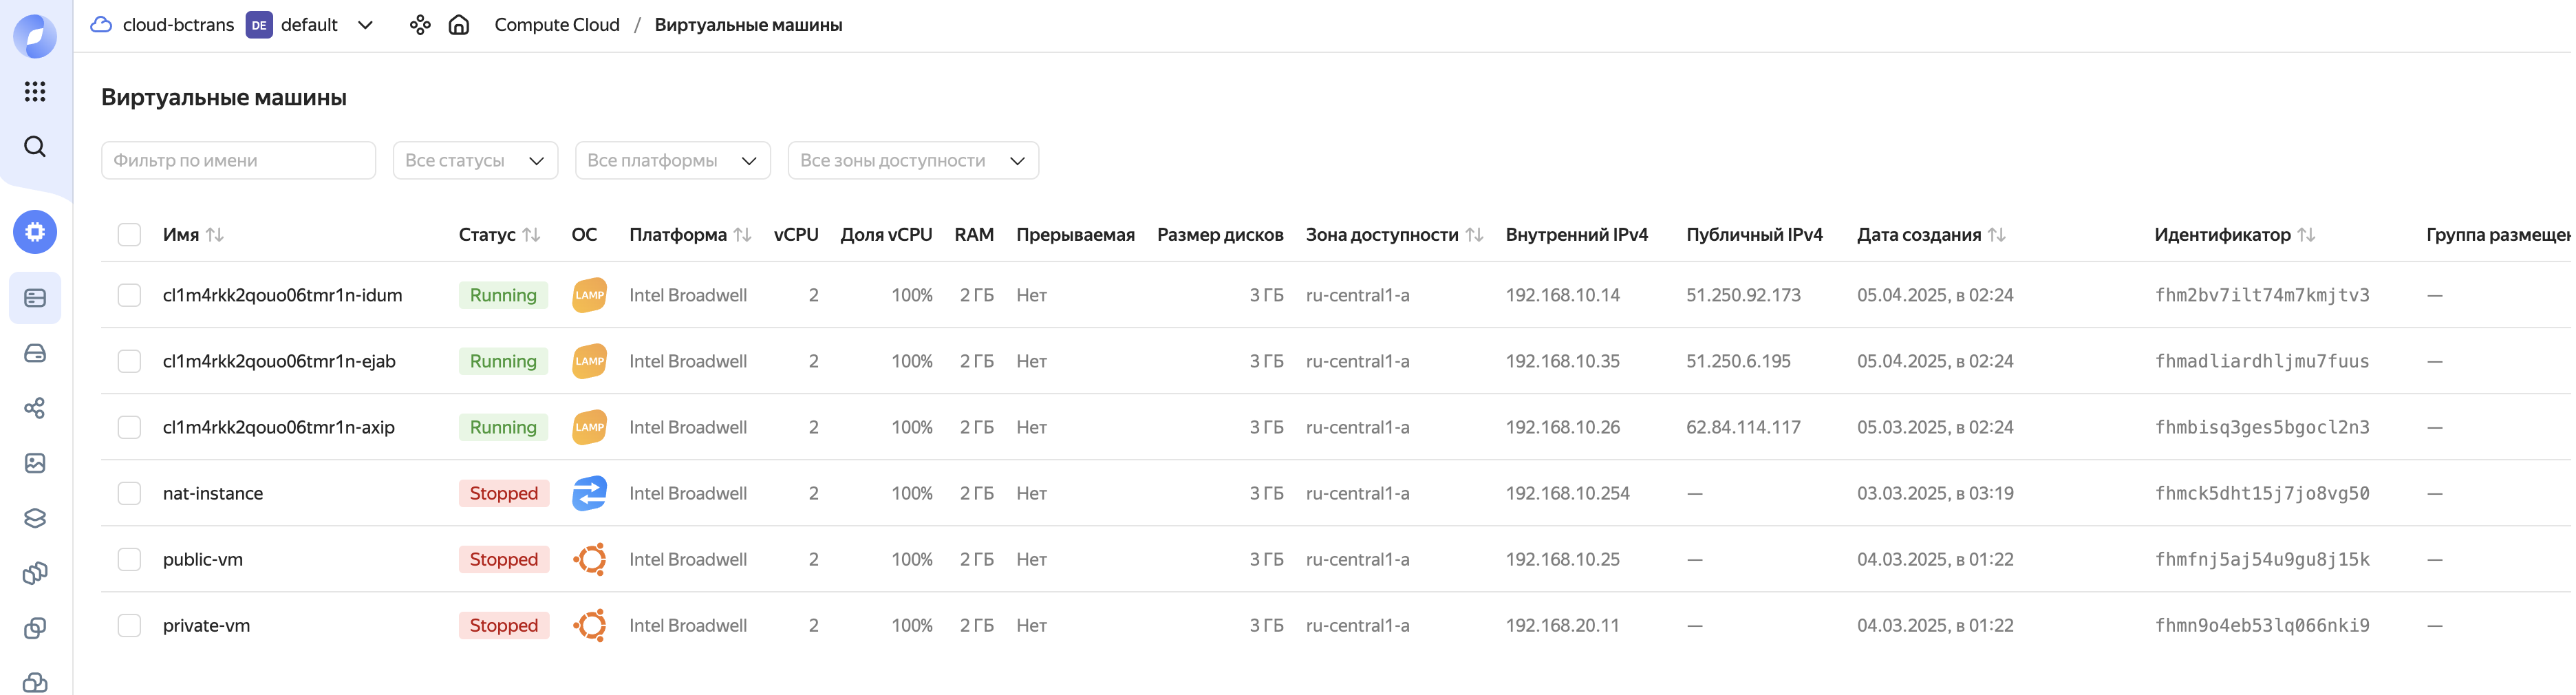 cloud-bctrans DE default Compute Cloud / Виртуальные машины
Виртуальные машины
Фильтр по имени Все статусы Все платформы Все зоны доступности
Имя Статус ОС Платформа vCPU Доля vCPU RAM Прерываемая Размер дисков Зона доступности Внутренний IPv4 Публичный IPv4 Дата создания Идентификатор Группа размещен
cl1m4rkk2qouo06tmr1n-idum Running LAMP Intel Broadwell 2 100% 2 ГБ Нет 3 ГБ ru-central1-a 192.168.10.14 51.250.92.173 05.04.2025, в 02:24 fhm2bv7ilt74m7kmjtv3 —
cl1m4rkk2qouo06tmr1n-ejab Running LAMP Intel Broadwell 2 100% 2 ГБ Нет 3 ГБ ru-central1-a 192.168.10.35 51.250.6.195 05.04.2025, в 02:24 fhmadliardhljmu7fuus —
cl1m4rkk2qouo06tmr1n-axip Running LAMP Intel Broadwell 2 100% 2 ГБ Нет 3 ГБ ru-central1-a 192.168.10.26 62.84.114.117 05.03.2025, в 02:24 fhmbisq3ges5bgocl2n3 —
nat-instance Stopped Intel Broadwell 2 100% 2 ГБ Нет 3 ГБ ru-central1-a 192.168.10.254 — 03.03.2025, в 03:19 fhmck5dht15j7jo8vg50 —
public-vm Stopped Intel Broadwell 2 100% 2 ГБ Нет 3 ГБ ru-central1-a 192.168.10.25 — 04.03.2025, в 01:22 fhmfnj5aj54u9gu8j15k —
private-vm Stopped Intel Broadwell 2 100% 2 ГБ Нет 3 ГБ ru-central1-a 192.168.20.11 — 04.03.2025, в 01:22 fhmn9o4eb53lq066nki9 —